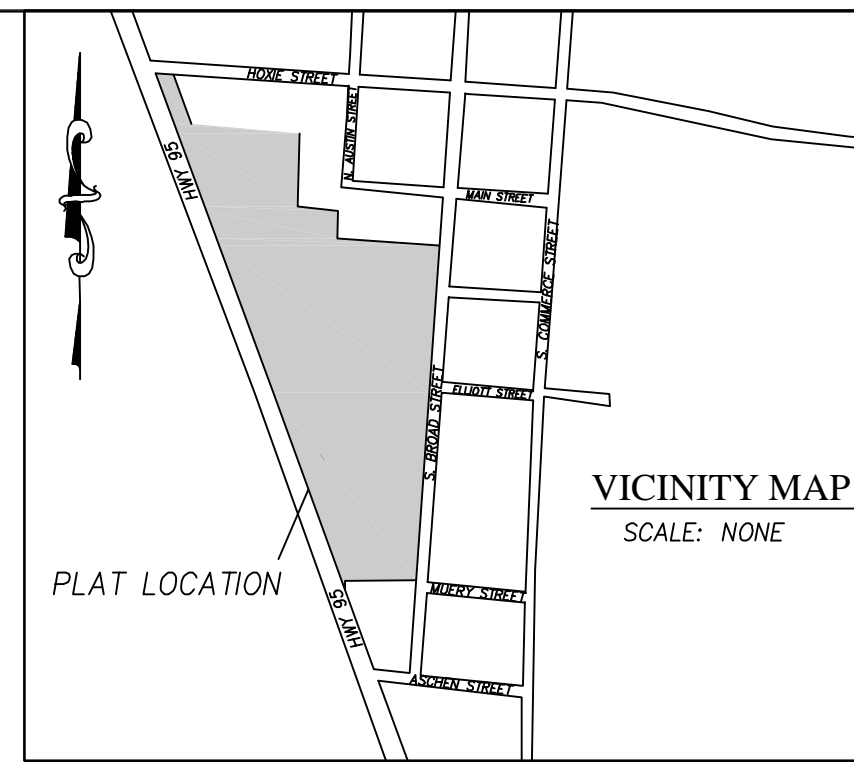 HOXIE STREET
N. AUSTIN STREET
HWY 95
MAIN STREET
S. COMMERCE STREET
ELLIOTT STREET
S. BROAD STREET
VICINITY MAP
SCALE: NONE
PLAT LOCATION
MUERY STREET
HWY 95
ASCHEN STREET